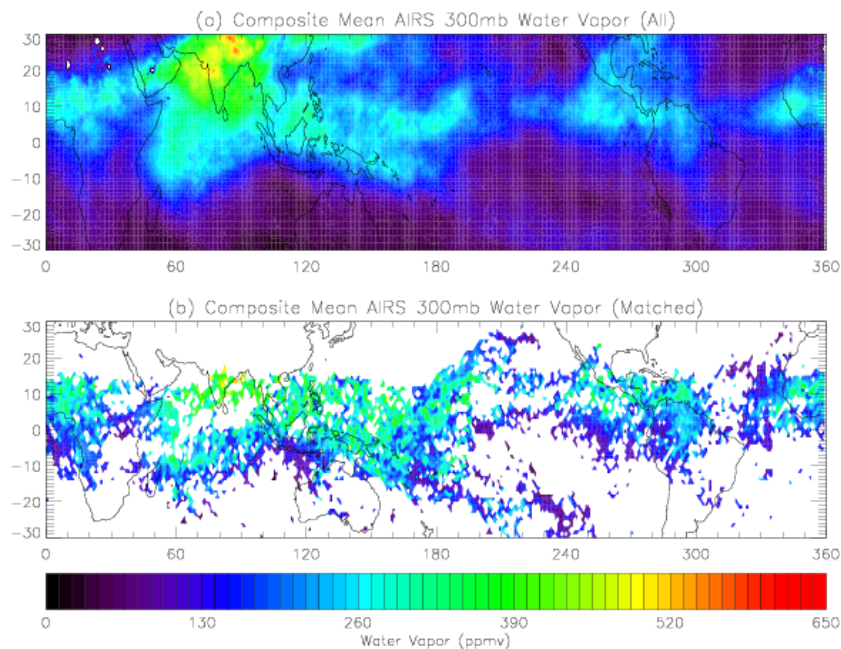 (a) Composite Mean AIRS 300mb Water Vapor (All)
30
20
10
0
−10
−20
−30
0 60 120 180 240 300 360
(b) Composite Mean AIRS 300mb Water Vapor (Matched)
30
20
10
0
−10
−20
−30
0 60 120 180 240 300 360
0 130 260 390 520 650
Water Vapor (ppmv)